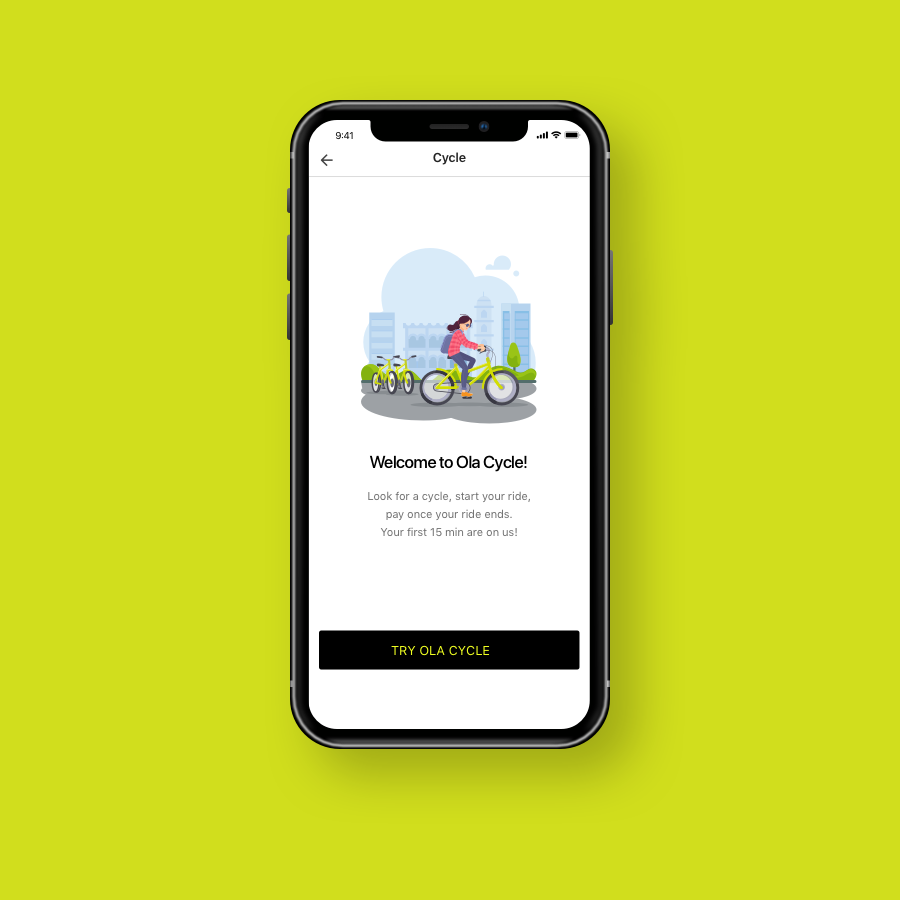 9:41
Cycle
Welcome to Ola Cycle!
Look for a cycle, start your ride,
pay once your ride ends.
Your first 15 min are on us!
TRY OLA CYCLE